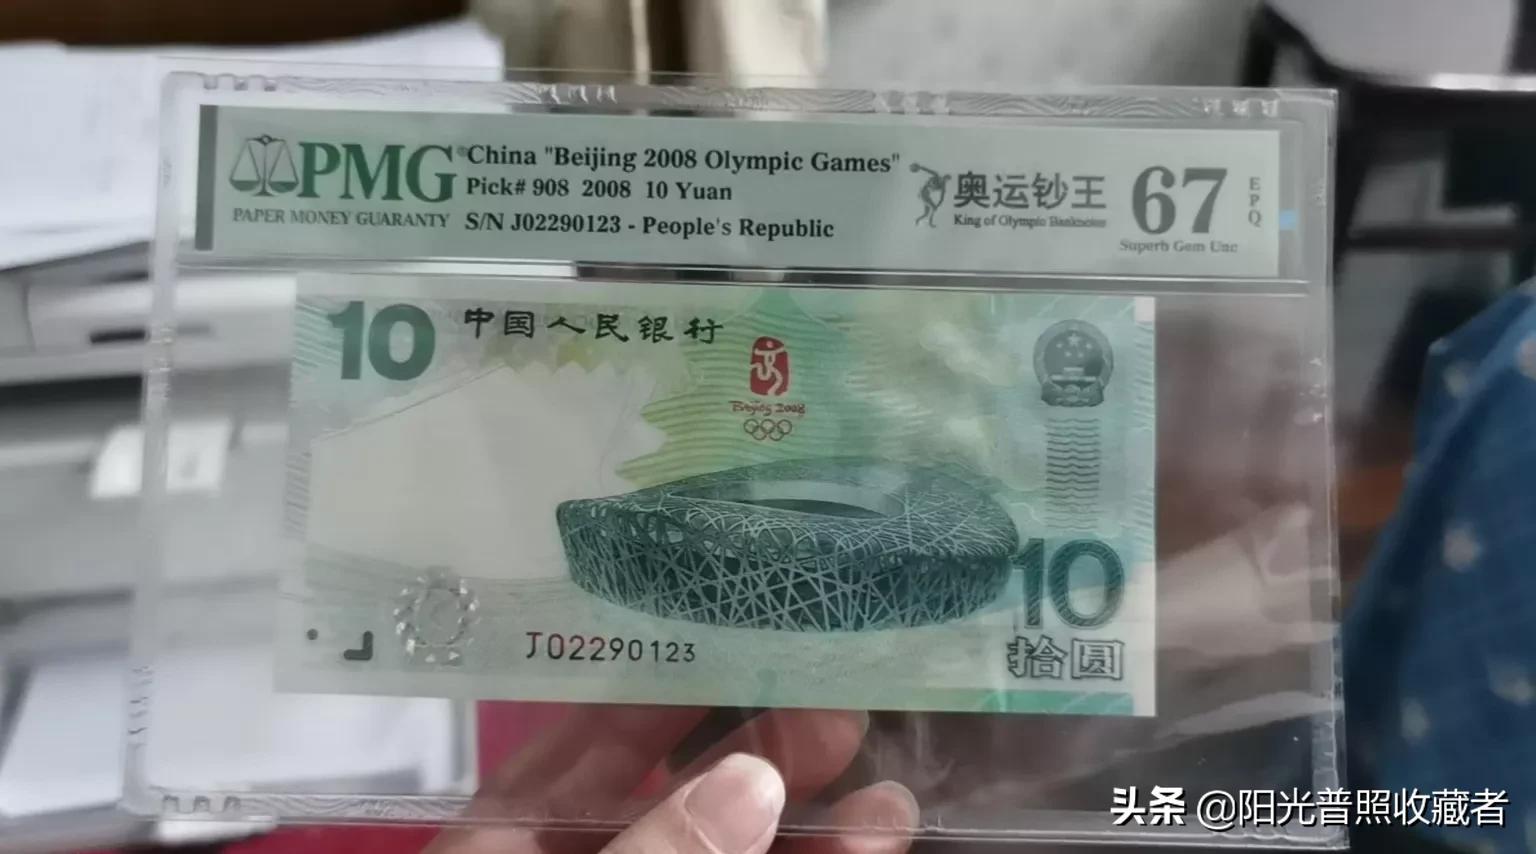 PMG
PAPER MONEY GUARANTY
China "Beijing 2008 Olympic Games"
Pick# 908 2008 10 Yuan
S/N J02290123 - People's Republic
奥运钞王
King of Olympic Banknotes
67
EPQ
Superb Gem Unc
10
中国人民银行
Beijing 2008
10
拾圆
J02290123
头条 @阳光普照收藏者